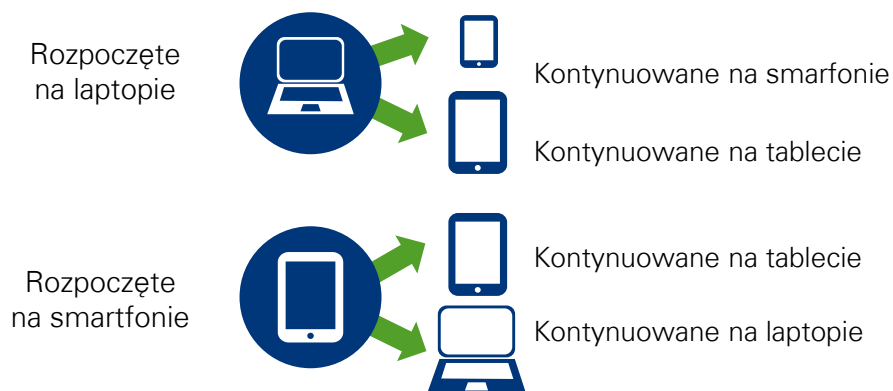 Rozpoczęte
na laptopie
Kontynuowane na smarfonie
Kontynuowane na tablecie
Rozpoczęte
na smartfonie
Kontynuowane na tablecie
Kontynuowane na laptopie